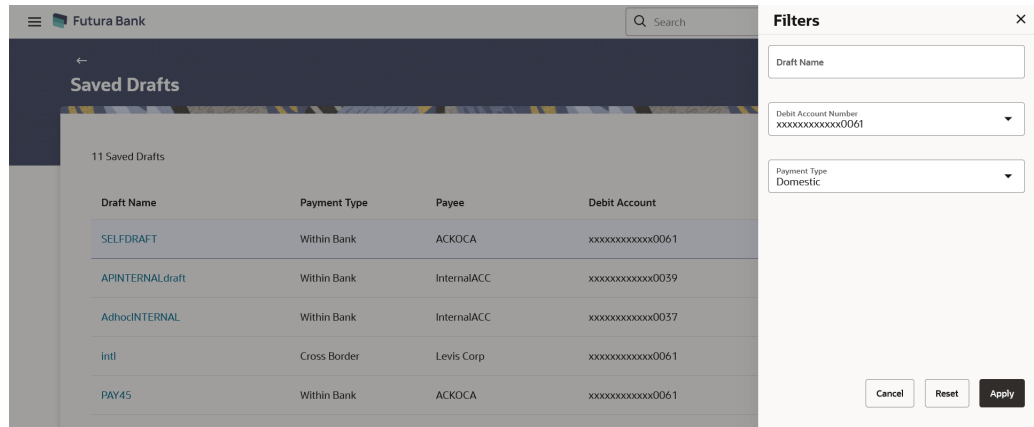 Futura Bank
Search
Filters
Saved Drafts
Draft Name
Debit Account Number
xxxxxxxxxxxx0061
Payment Type
Domestic
11 Saved Drafts
Draft Name Payment Type Payee Debit Account
SELFDRAFT Within Bank ACKOCA xxxxxxxxxxxx0061
APINTERNALdraft Within Bank InternalACC xxxxxxxxxxxx0039
AdhocINTERNAL Within Bank InternalACC xxxxxxxxxxxx0037
intl Cross Border Levis Corp xxxxxxxxxxxx0061
PAY45 Within Bank ACKOCA xxxxxxxxxxxx0061
Cancel Reset Apply